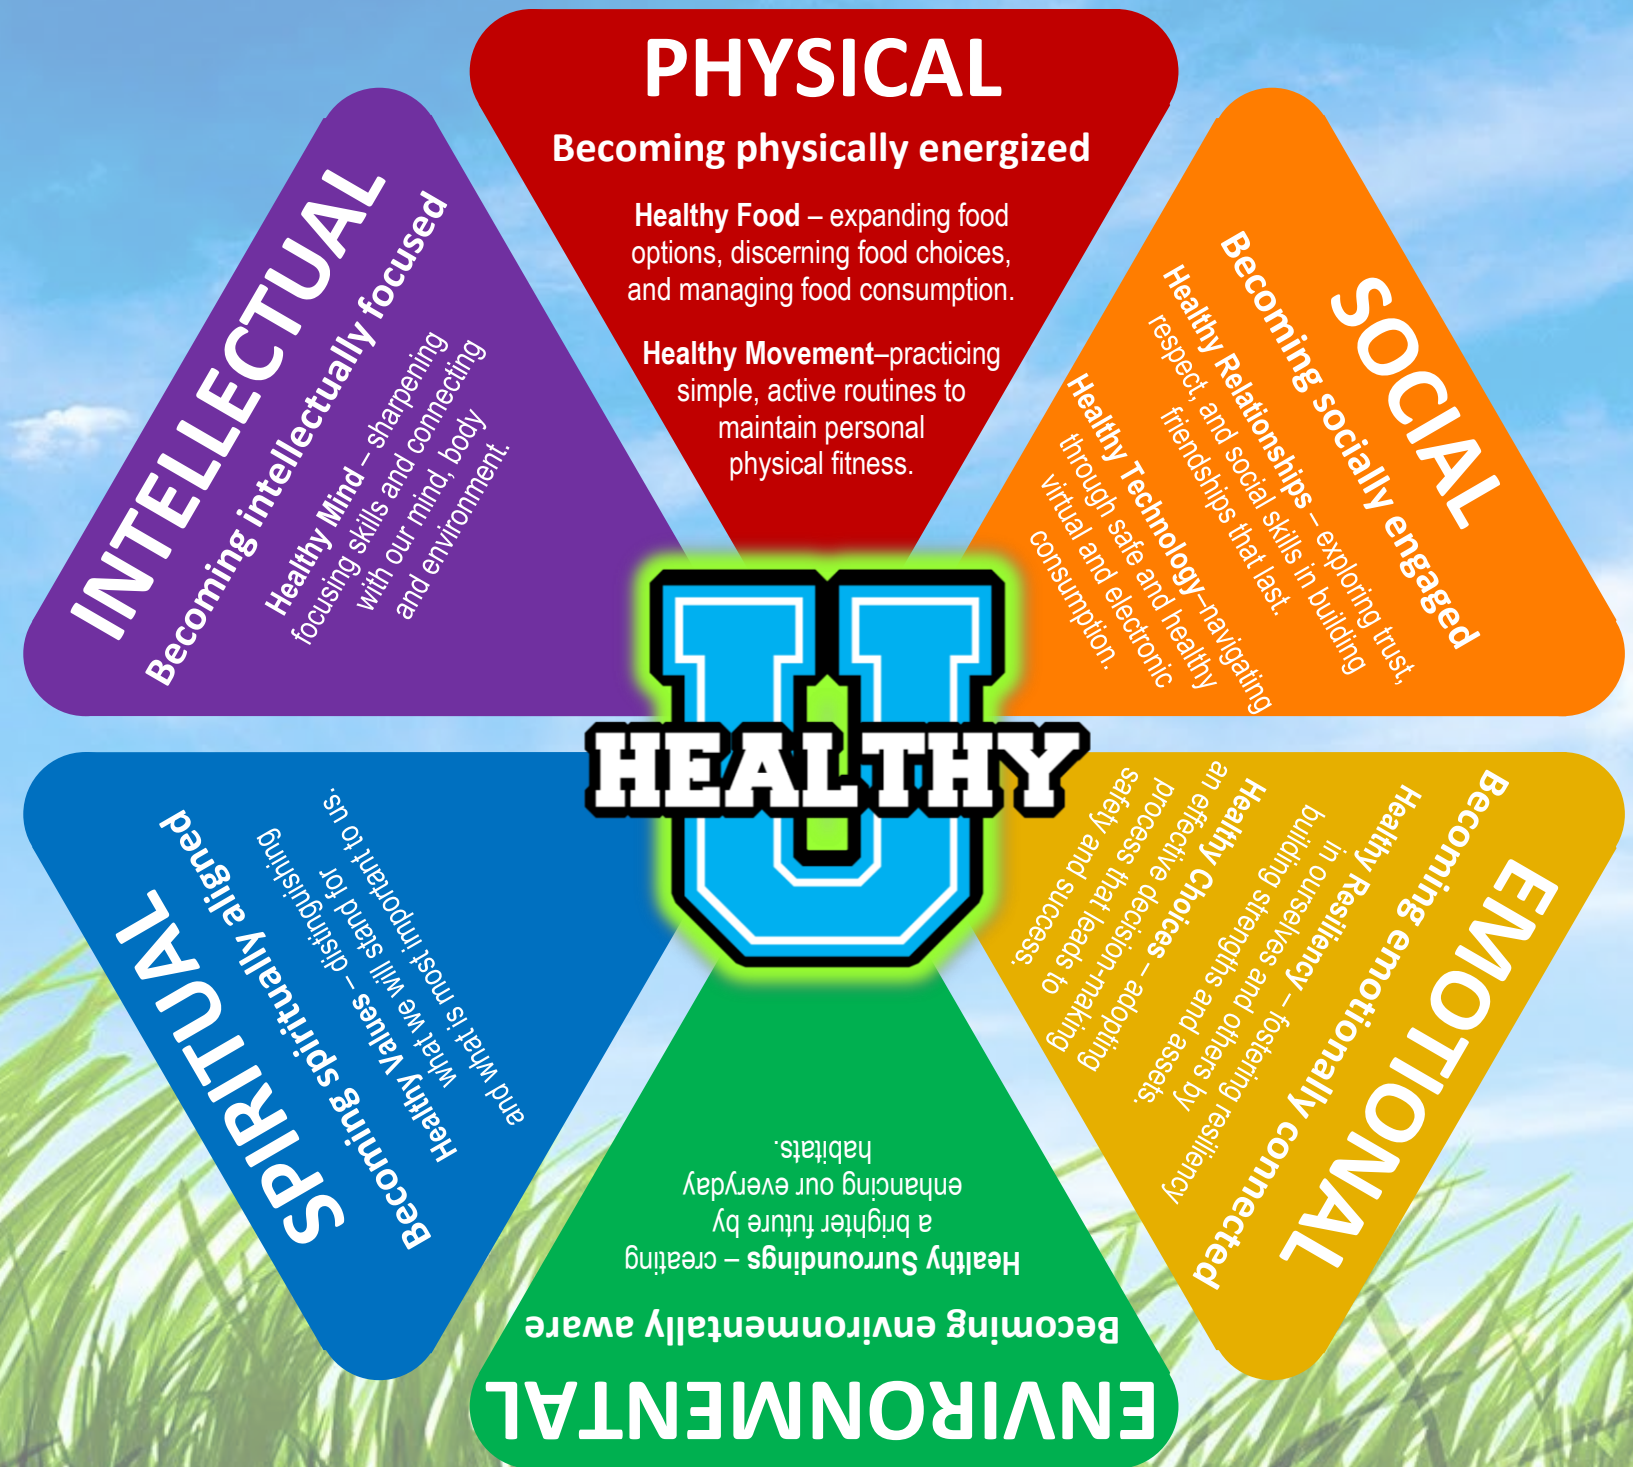 PHYSICAL
Becoming physically energized
Healthy Food – expanding food
options, discerning food choices,
and managing food consumption.
Healthy Movement–practicing
simple, active routines to
maintain personal
physical fitness.
SOCIAL
Becoming socially engaged
Healthy Relationships – exploring trust,
respect, and social skills in building
friendships that last.
Healthy Technology–navigating
through safe and healthy
virtual and electronic
consumption.
EMOTIONAL
Becoming emotionally connected
Healthy Resiliency – fostering resiliency
in ourselves and others by
building strengths and assets.
Healthy Choices – adopting
an effective decision-making
process that leads to
safety and success.
ENVIRONMENTAL
Becoming environmentally aware
Healthy Surroundings – creating
a brighter future by
enhancing our everyday
habitats.
SPIRITUAL
Becoming spiritually aligned
Healthy Values – distinguishing
what we will stand for
and what is most important to us.
INTELLECTUAL
Becoming intellectually focused
Healthy Mind – sharpening
focusing skills and connecting
with our mind, body
and environment.
U
HEALTHY